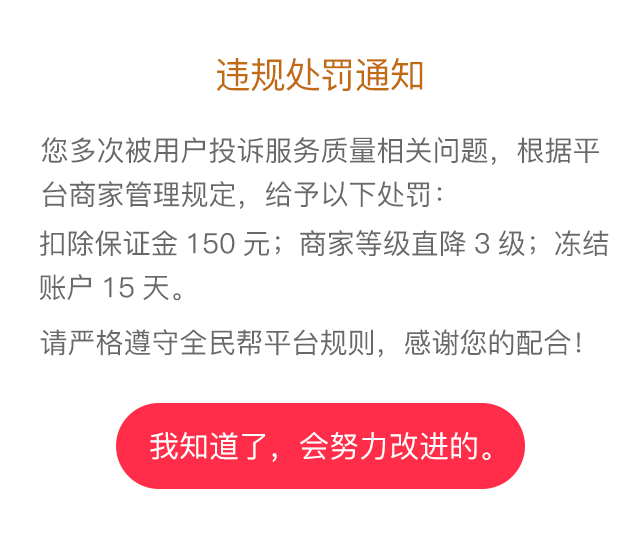 违规处罚通知
您多次被用户投诉服务质量相关问题，根据平
台商家管理规定，给予以下处罚：
扣除保证金 150 元；商家等级直降 3 级；冻结
账户 15 天。
请严格遵守全民帮平台规则，感谢您的配合！
我知道了，会努力改进的。